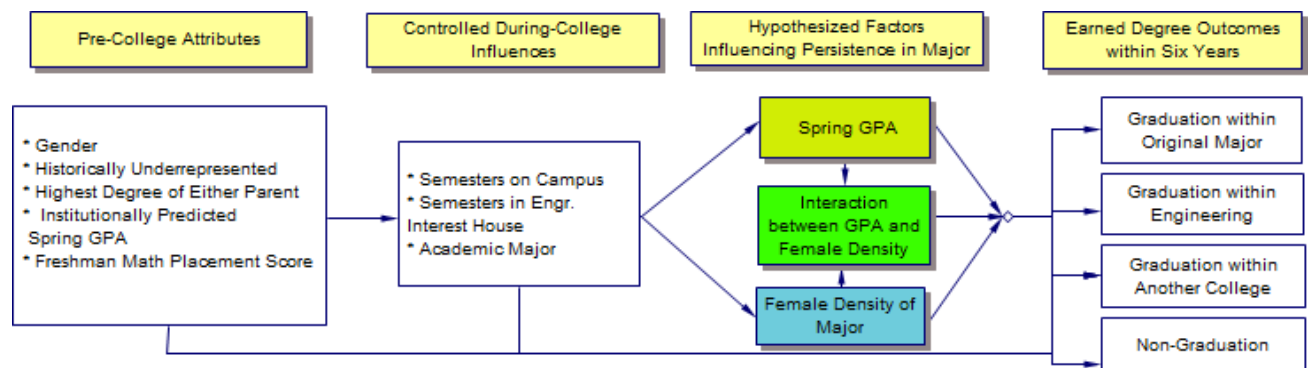 Pre-College Attributes
Controlled During-College
Influences
Hypothesized Factors
Influencing Persistence in Major
Earned Degree Outcomes
within Six Years
* Gender
* Historically Underrepresented
* Highest Degree of Either Parent
* Institutionally Predicted
Spring GPA
* Freshman Math Placement Score
* Semesters on Campus
* Semesters in Engr.
Interest House
* Academic Major
Spring GPA
Interaction
between GPA and
Female Density
Female Density of
Major
Graduation within
Original Major
Graduation within
Engineering
Graduation within
Another College
Non-Graduation